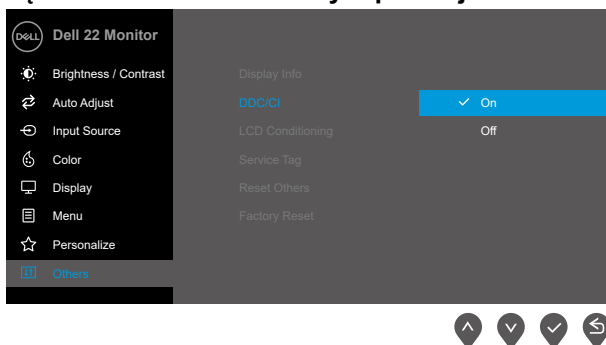 DELL Dell 22 Monitor
Brightness / Contrast
Display Info
Auto Adjust
DDC/CI
On
Input Source
LCD Conditioning
Off
Color
Service Tag
Display
Reset Others
Menu
Factory Reset
Personalize
Others